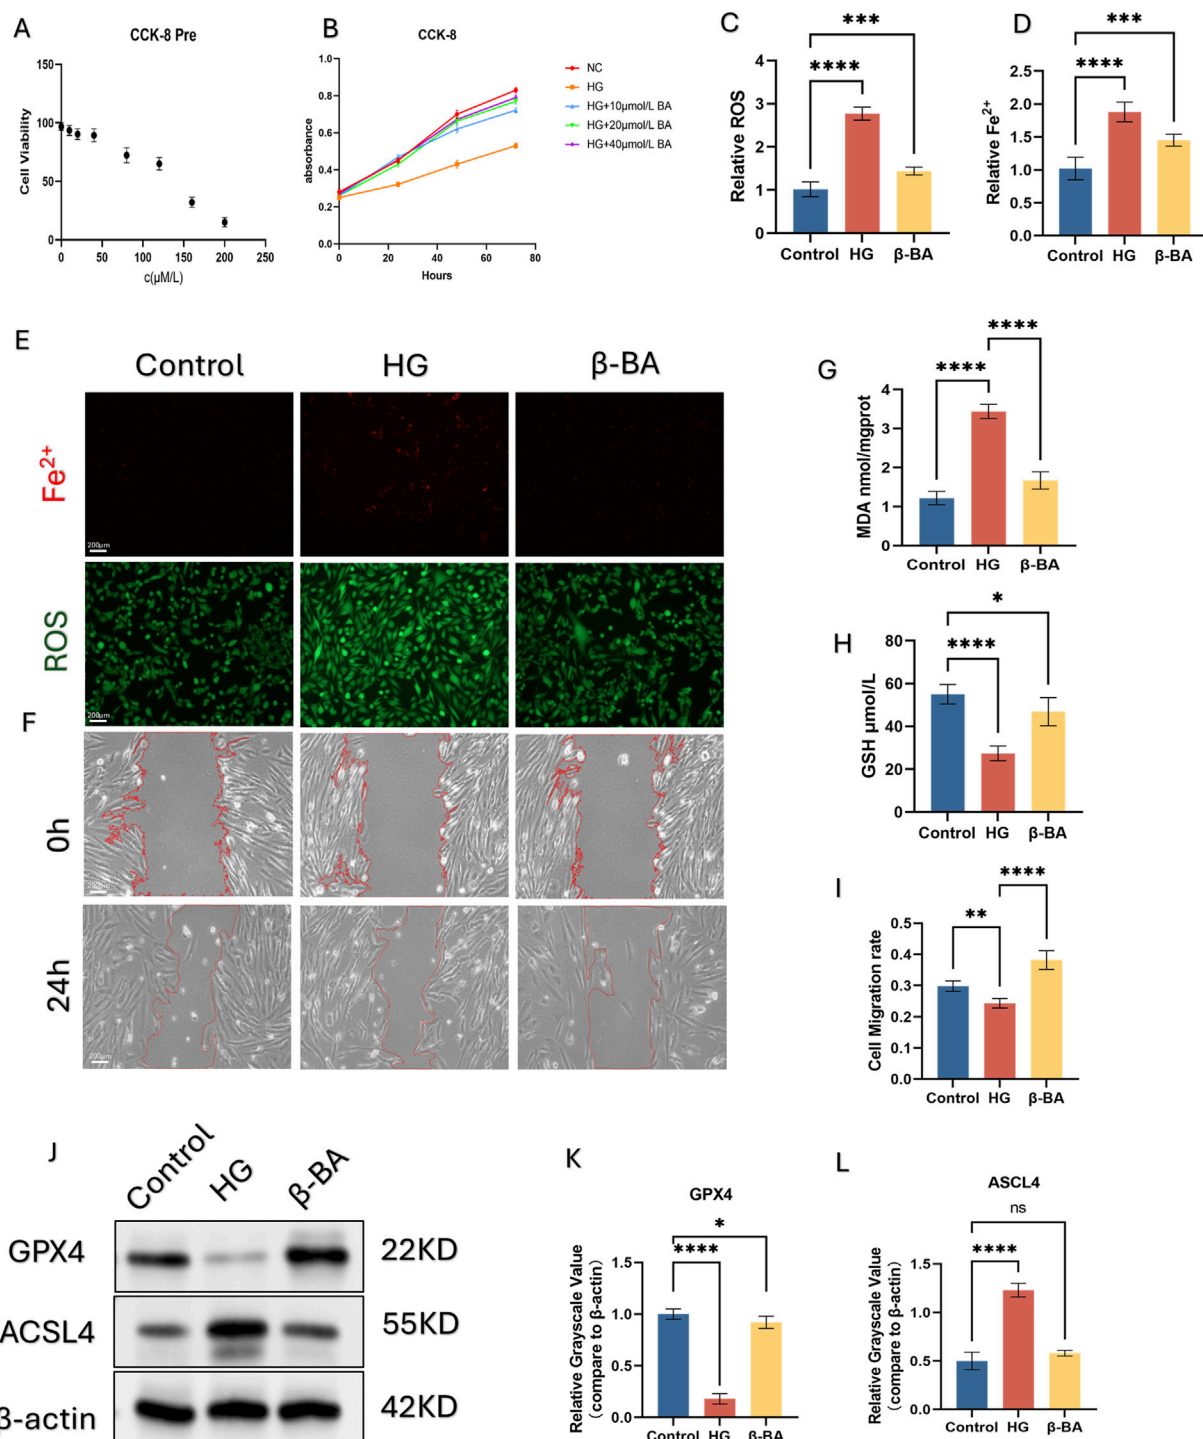 A
CCK-8 Pre
Cell Viability
150
100
50
0
0 50 100 150 200 250
c(μM/L)
B
CCK-8
absorbance
1.0
0.8
0.6
0.4
0.2
0.0
0 20 40 60 80
Hours
NC
HG
HG+10μmol/L BA
HG+20μmol/L BA
HG+40μmol/L BA
C
***
****
Relative ROS
4
3
2
1
0
Control HG β-BA
D
***
****
Relative Fe2+
2.5
2.0
1.5
1.0
0.5
0.0
Control HG β-BA
E
Control HG β-BA
Fe2+
200μm
ROS
200μm
F
0h
200μm
24h
200μm
G
****
****
MDA nmol/mgprot
4
3
2
1
0
Control HG β-BA
H
*
****
GSH μmol/L
80
60
40
20
0
Control HG β-BA
I
****
**
Cell Migration rate
0.5
0.4
0.3
0.2
0.1
0.0
Control HG β-BA
J
Control HG β-BA
GPX4 22KD
ACSL4 55KD
β-actin 42KD
K
GPX4
*
****
Relative Grayscale Value
(compare to β-actin)
1.5
1.0
0.5
0.0
Control HG β-BA
L
ASCL4
ns
****
Relative Grayscale Value
(compare to β-actin)
1.5
1.0
0.5
0.0
Control HG β-BA